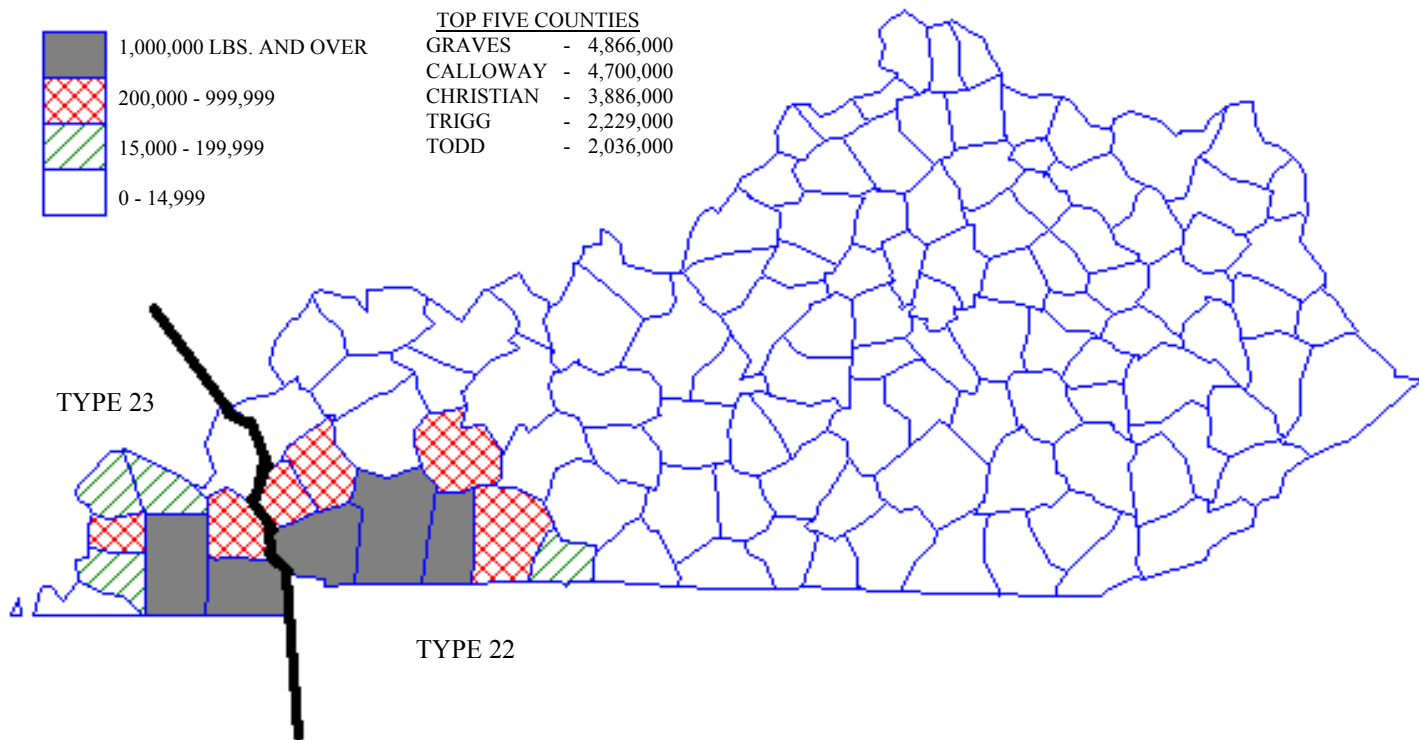 1,000,000 LBS. AND OVER
200,000 - 999,999
15,000 - 199,999
0 - 14,999
TOP FIVE COUNTIES
GRAVES - 4,866,000
CALLOWAY - 4,700,000
CHRISTIAN - 3,886,000
TRIGG - 2,229,000
TODD - 2,036,000
TYPE 23
TYPE 22